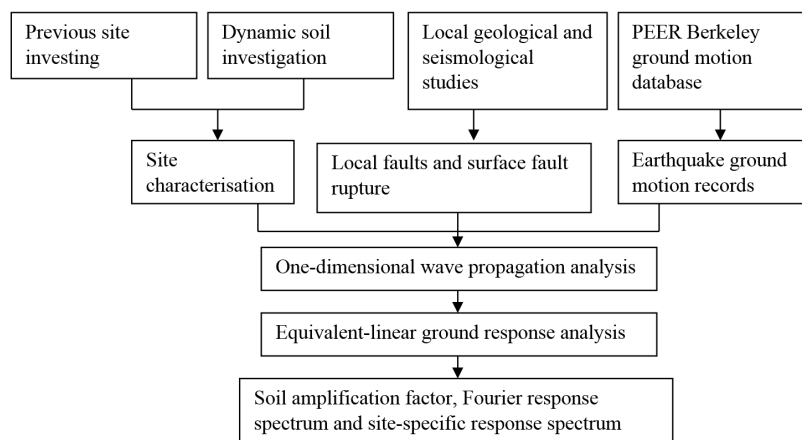 Previous site
investing
Dynamic soil
investigation
Local geological and
seismological
studies
PEER Berkeley
ground motion
database
Site
characterisation
Local faults and surface fault
rupture
Earthquake ground
motion records
One-dimensional wave propagation analysis
Equivalent-linear ground response analysis
Soil amplification factor, Fourier response
spectrum and site-specific response spectrum